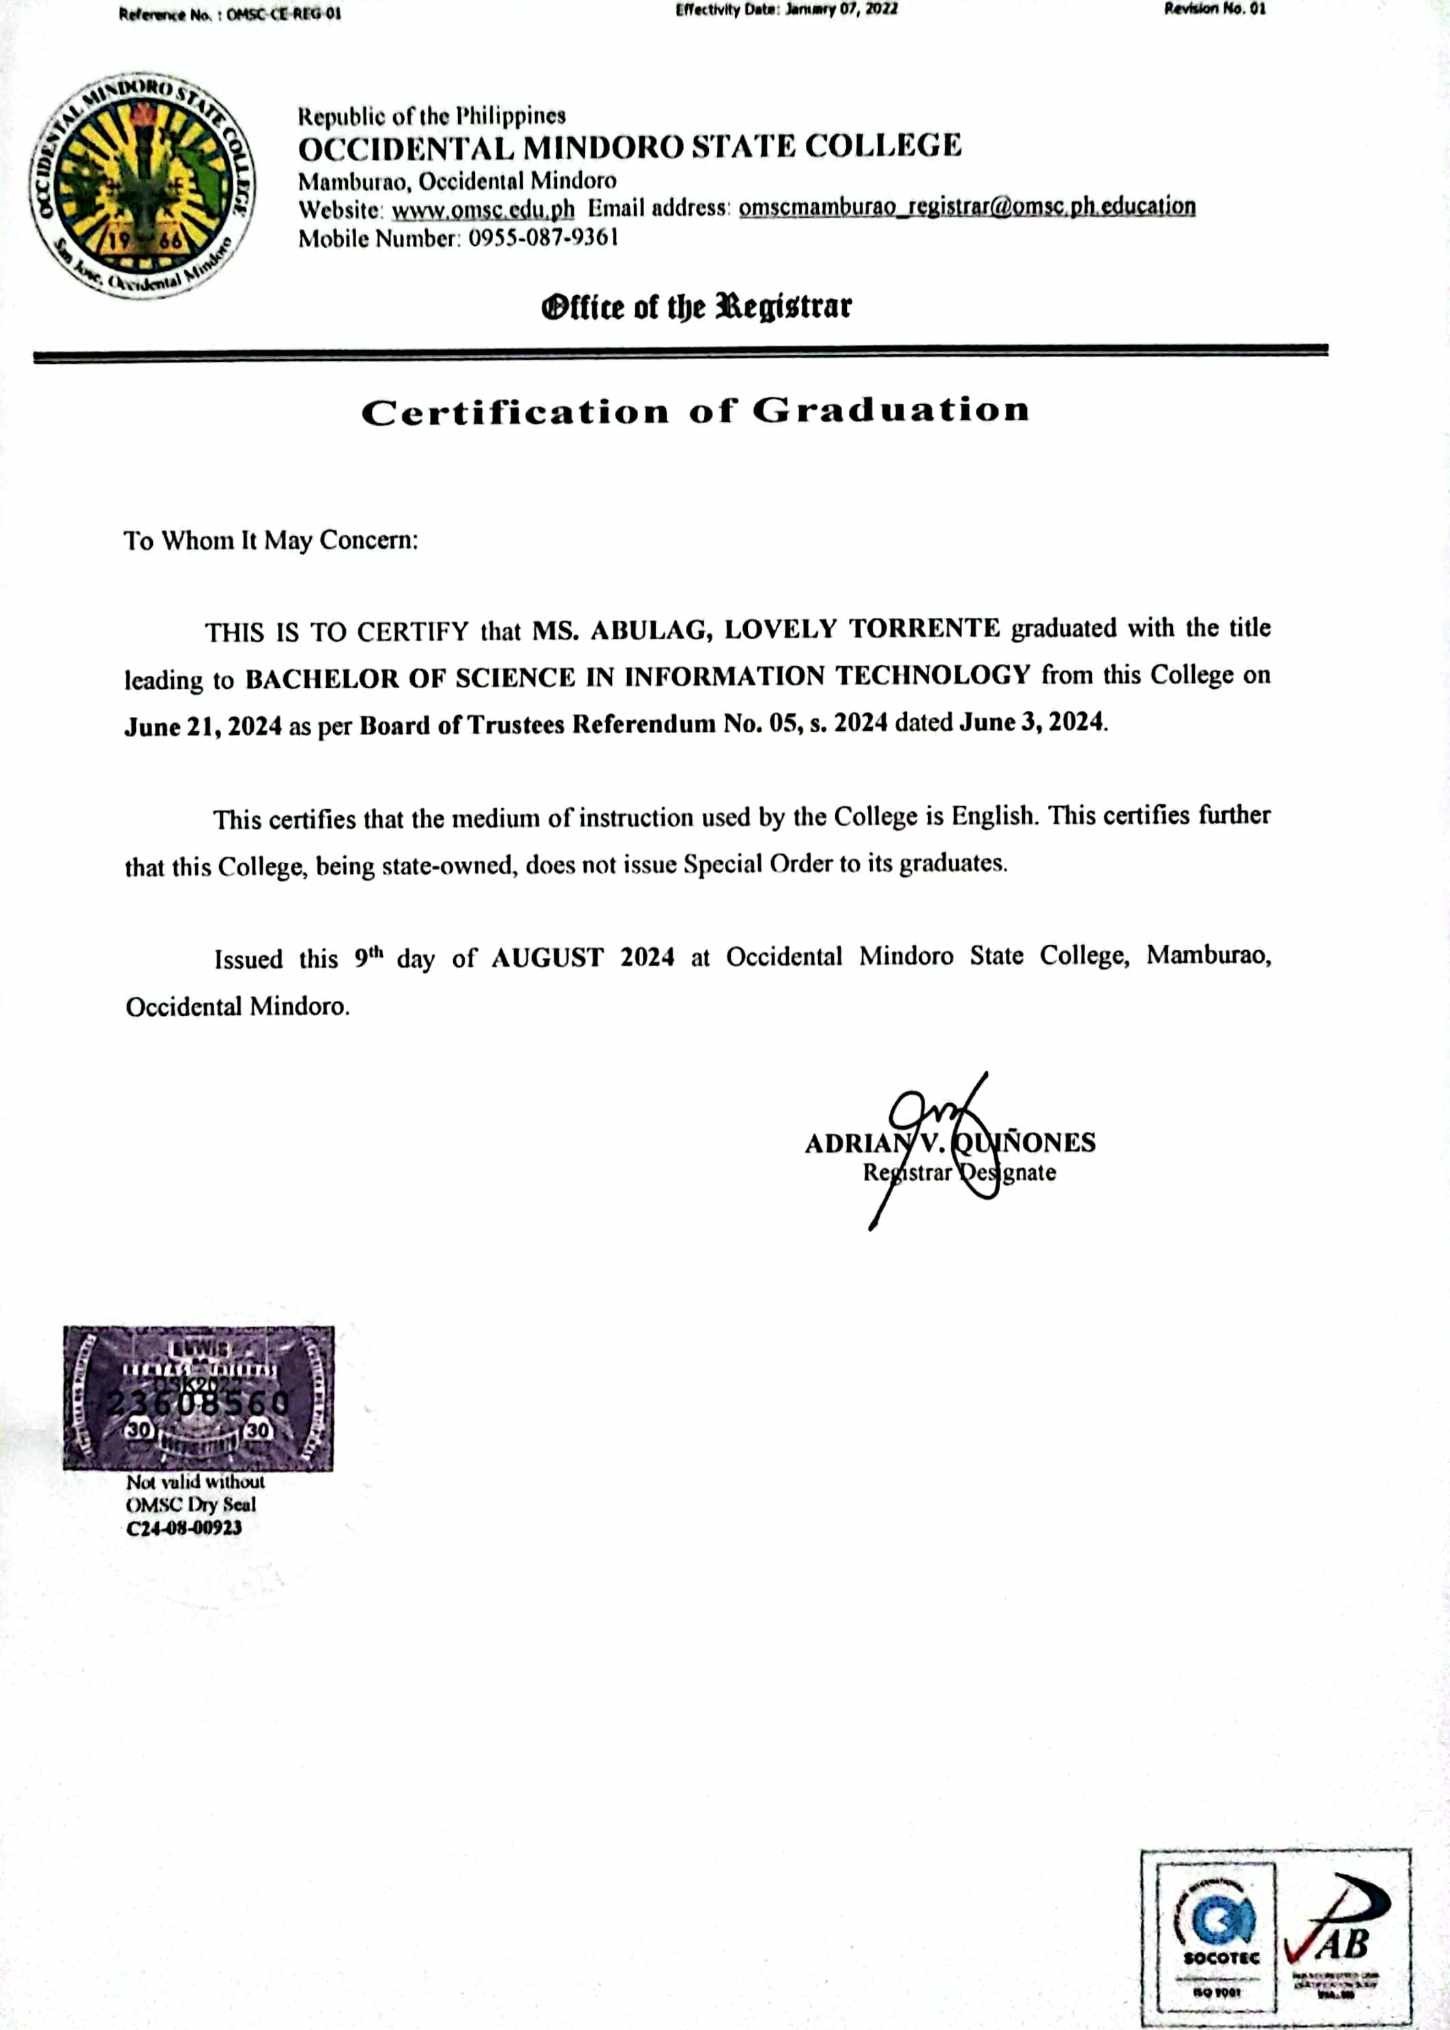 Reference No. : OMSC-CE-REG-01 Effectivity Date: January 07, 2022 Revision No. 01
OCCIDENTAL MINDORO STATE COLLEGE
1966
San Jose, Occidental Mindoro
Republic of the Philippines
OCCIDENTAL MINDORO STATE COLLEGE
Mamburao, Occidental Mindoro
Website: www.omsc.edu.ph Email address: omscmamburao_registrar@omsc.ph.education
Mobile Number: 0955-087-9361
Office of the Registrar
Certification of Graduation
To Whom It May Concern:
THIS IS TO CERTIFY that MS. ABULAG, LOVELY TORRENTE graduated with the title
leading to BACHELOR OF SCIENCE IN INFORMATION TECHNOLOGY from this College on
June 21, 2024 as per Board of Trustees Referendum No. 05, s. 2024 dated June 3, 2024.
This certifies that the medium of instruction used by the College is English. This certifies further
that this College, being state-owned, does not issue Special Order to its graduates.
Issued this 9th day of AUGUST 2024 at Occidental Mindoro State College, Mamburao,
Occidental Mindoro.
ADRIAN V. QUIÑONES
Registrar Designate
RENTAS INTERNAS
23608560
30 30
Not valid without
OMSC Dry Seal
C24-08-00923
SOCOTEC
ISO 9001
PAB